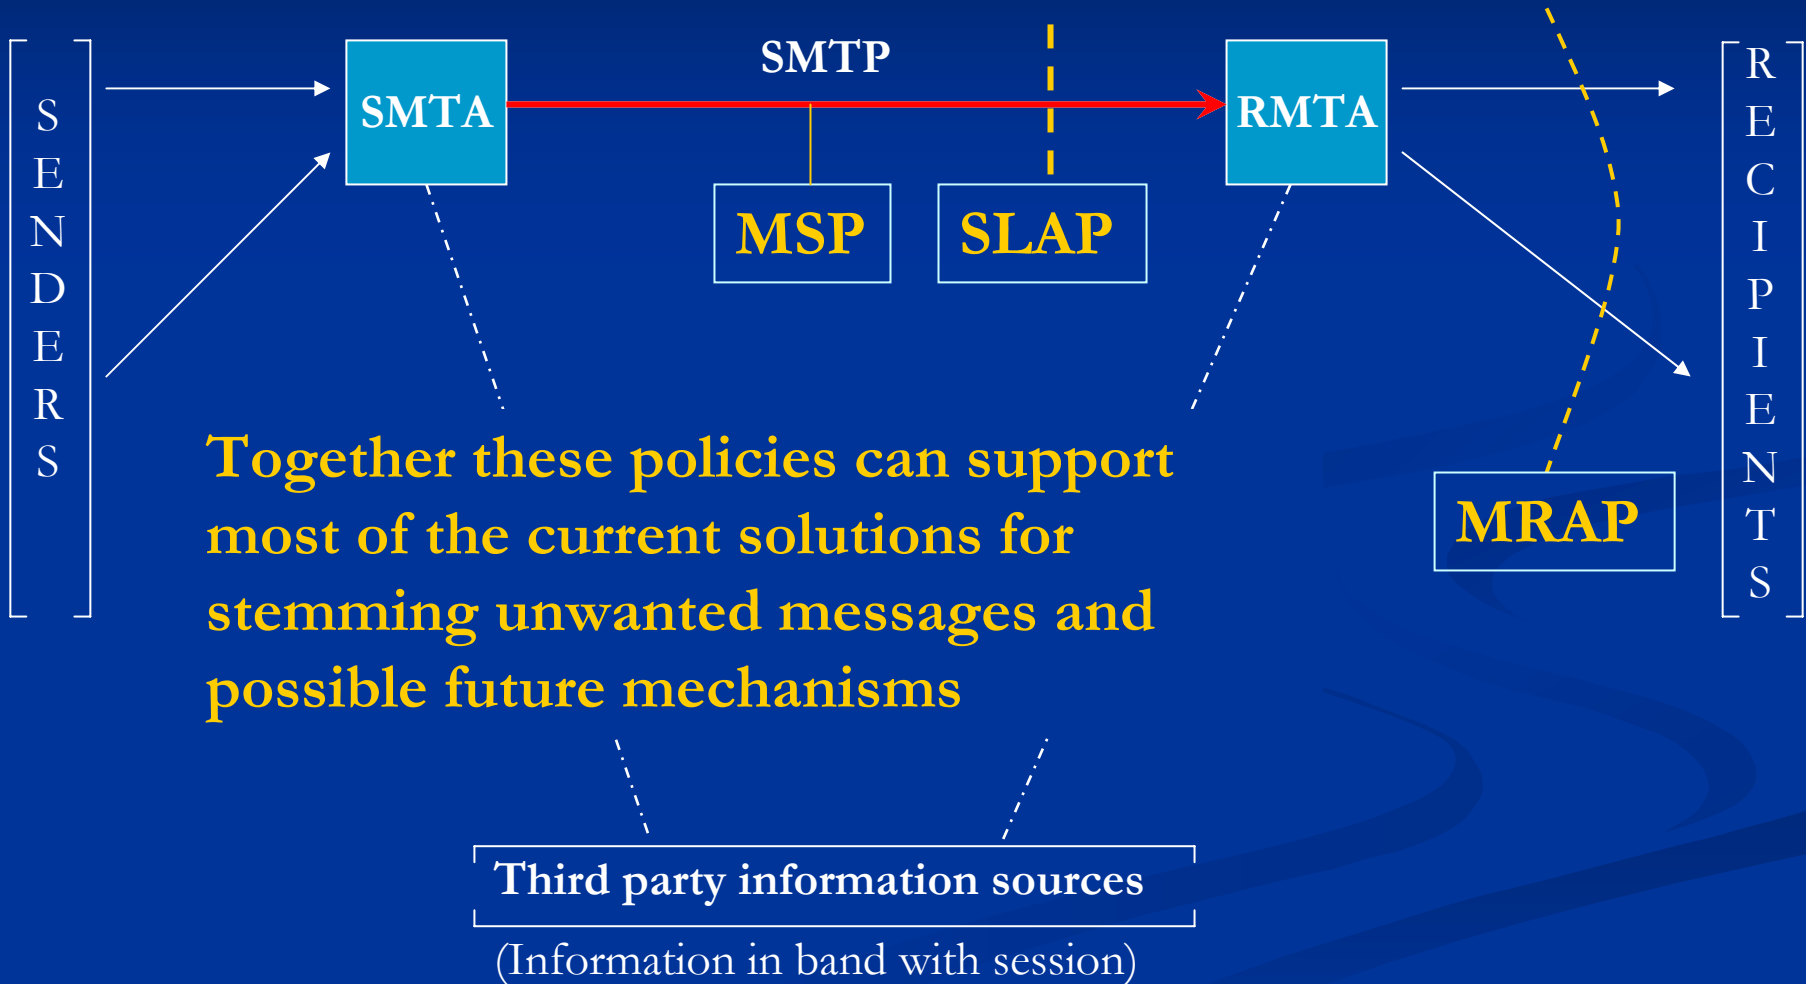 SENDERS
SMTA
SMTP
RMTA
RECIPIENTS
MSP
SLAP
MRAP
Together these policies can support
most of the current solutions for
stemming unwanted messages and
possible future mechanisms
Third party information sources
(Information in band with session)